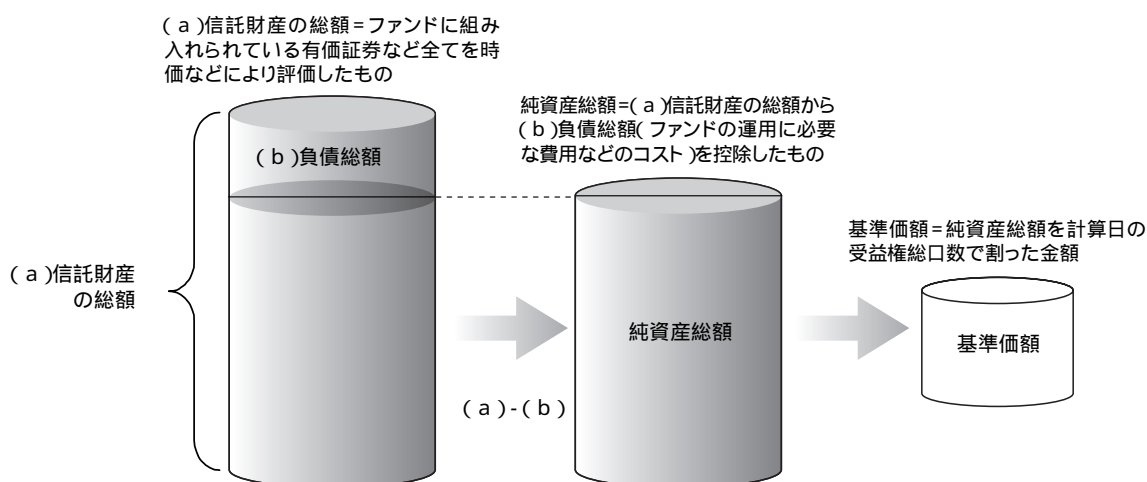 (a)信託財産の総額=ファンドに組み
入れられている有価証券など全てを時
価などにより評価したもの
純資産総額=(a)信託財産の総額から
(b)負債総額(ファンドの運用に必要
な費用などのコスト)を控除したもの
(b)負債総額
基準価額=純資産総額を計算日の
受益権総口数で割った金額
(a)信託財産
の総額
純資産総額
基準価額
(a)-(b)